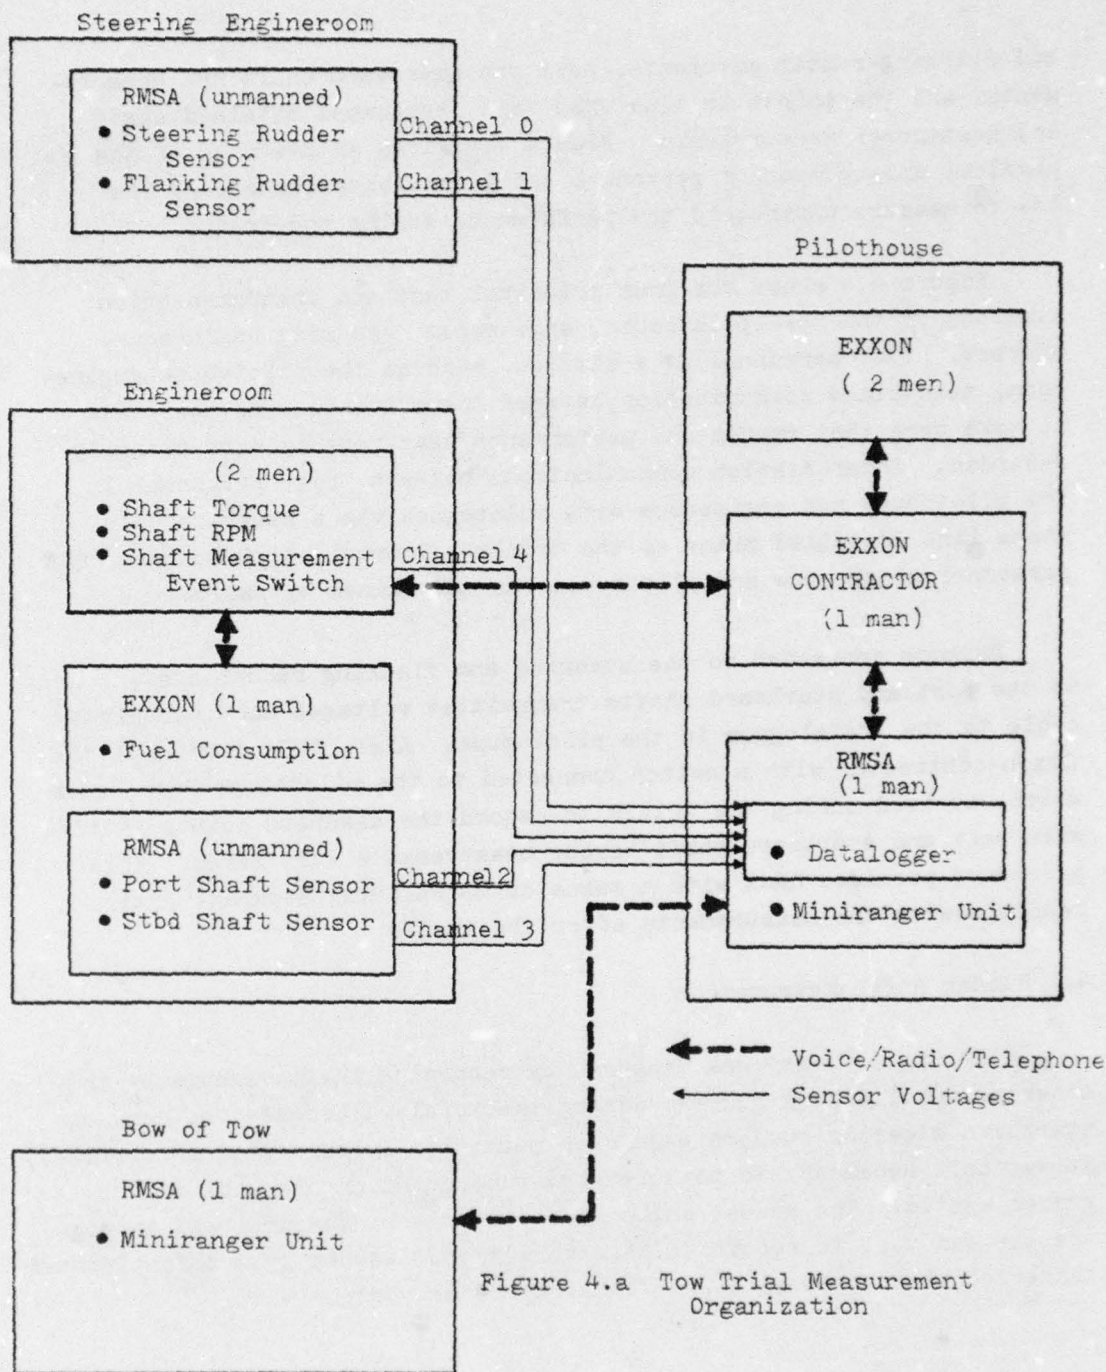 Steering Engineroom
RMSA (unmanned)
• Steering Rudder
Sensor
• Flanking Rudder
Sensor
Channel 0
Channel 1
Pilothouse
EXXON
( 2 men)
EXXON
CONTRACTOR
(1 man)
RMSA
(1 man)
• Datalogger
• Miniranger Unit
Engineroom
(2 men)
• Shaft Torque
• Shaft RPM
• Shaft Measurement
Event Switch
Channel 4
EXXON (1 man)
• Fuel Consumption
RMSA (unmanned)
• Port Shaft Sensor
• Stbd Shaft Sensor
Channel2
Channel 3
Voice/Radio/Telephone
Sensor Voltages
Bow of Tow
RMSA (1 man)
• Miniranger Unit
Figure 4.a Tow Trial Measurement
Organization